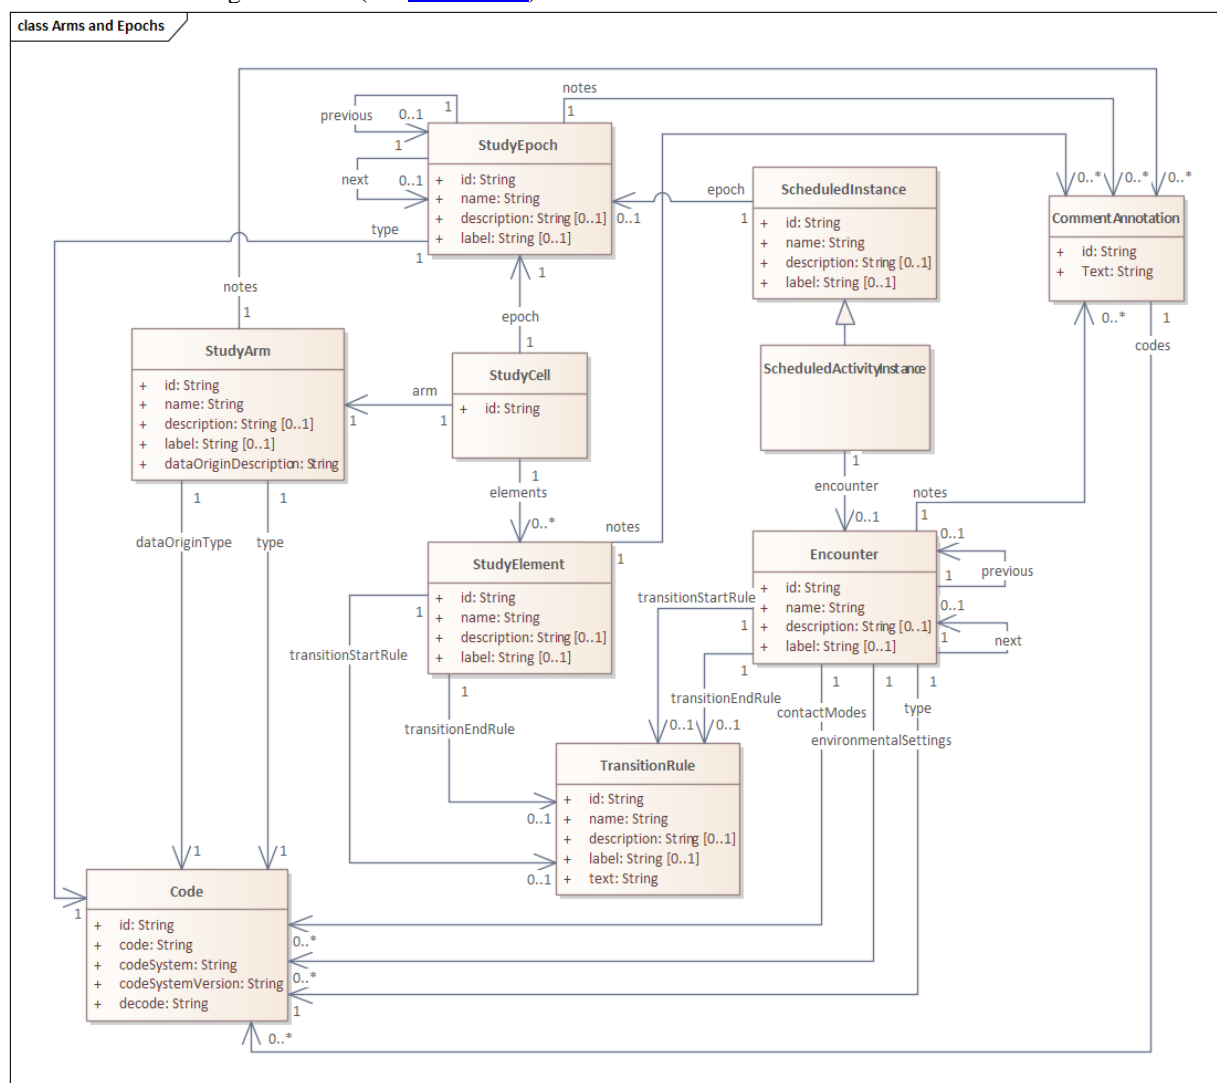 class Arms and Epochs
notes
previous
0..1
1
1
StudyEpoch
+ id: String
+ name: String
+ description: String [0..1]
+ label: String [0..1]
next
0..1
notes
1
epoch
0..1
1
ScheduledInstance
+ id: String
+ name: String
+ description: String [0..1]
+ label: String [0..1]
0..*
0..*
0..*
CommentAnnotation
+ id: String
+ Text: String
type
1
1
epoch
1
notes
1
StudyArm
+ id: String
+ name: String
+ description: String [0..1]
+ label: String [0..1]
+ dataOriginDescription: String
arm
1
1
StudyCell
+ id: String
ScheduledActivityInstance
0..*
1
codes
1
elements
0..*
1
encounter
0..1
notes
1
1
dataOriginType
1
type
StudyElement
+ id: String
+ name: String
+ description: String [0..1]
+ label: String [0..1]
1
Encounter
+ id: String
+ name: String
+ description: String [0..1]
+ label: String [0..1]
0..1
previous
1
0..1
next
1
transitionStartRule
1
transitionStartRule
1
transitionEndRule
1
transitionEndRule
1
0..1
0..1
contactModes
1
environmentalSettings
1
type
1
TransitionRule
+ id: String
+ name: String
+ description: String [0..1]
+ label: String [0..1]
+ text: String
0..1
0..1
1
1
1
Code
+ id: String
+ code: String
+ codeSystem: String
+ codeSystemVersion: String
+ decode: String
0..*
0..*
1
0..*